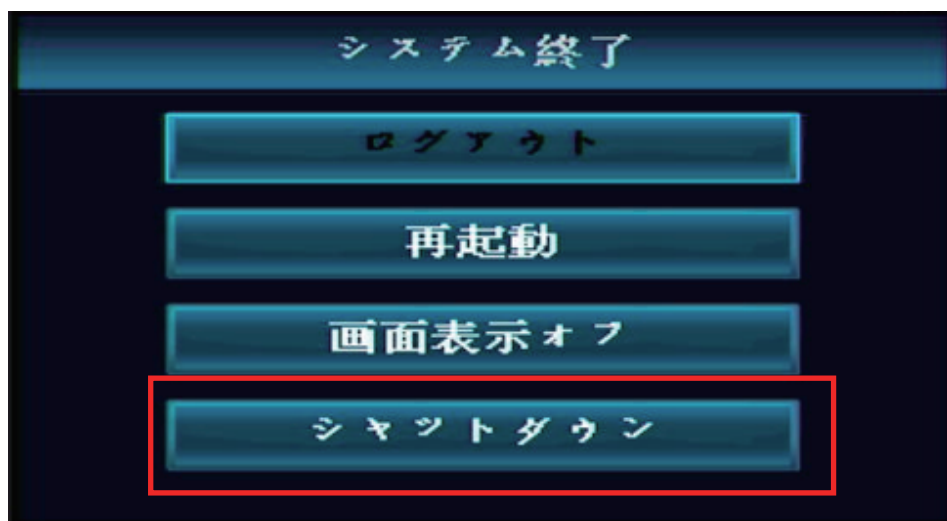 システム終了
ログアウト
再起動
画面表示オフ
シャットダウン